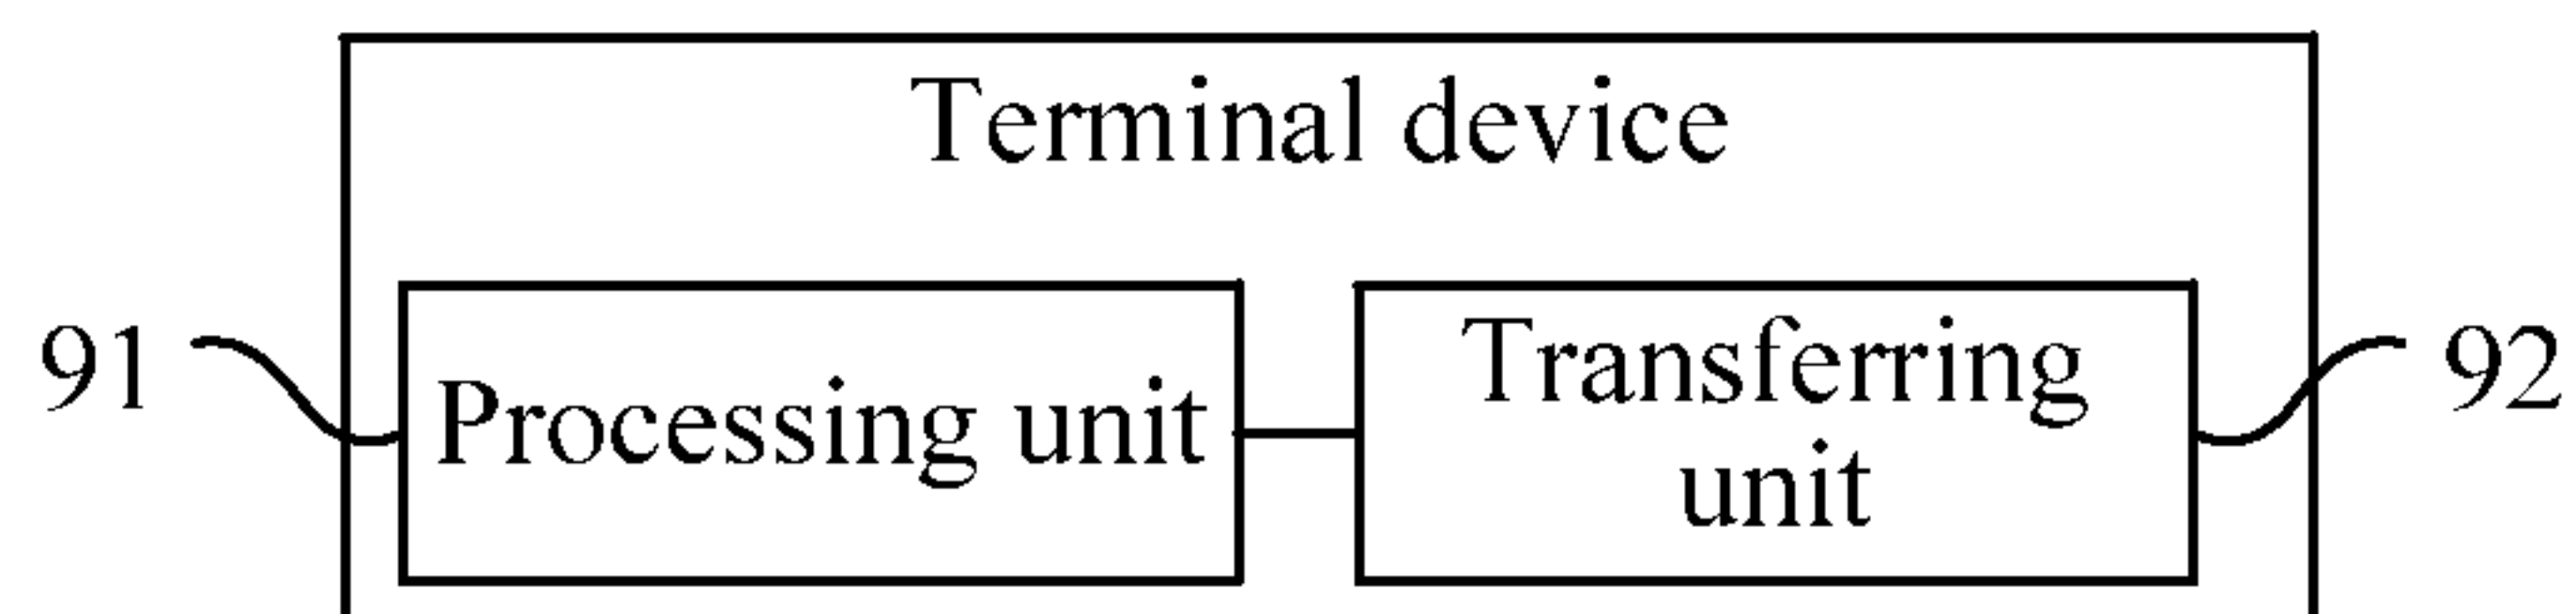 Terminal device
91
Processing unit
Transferring
unit
92